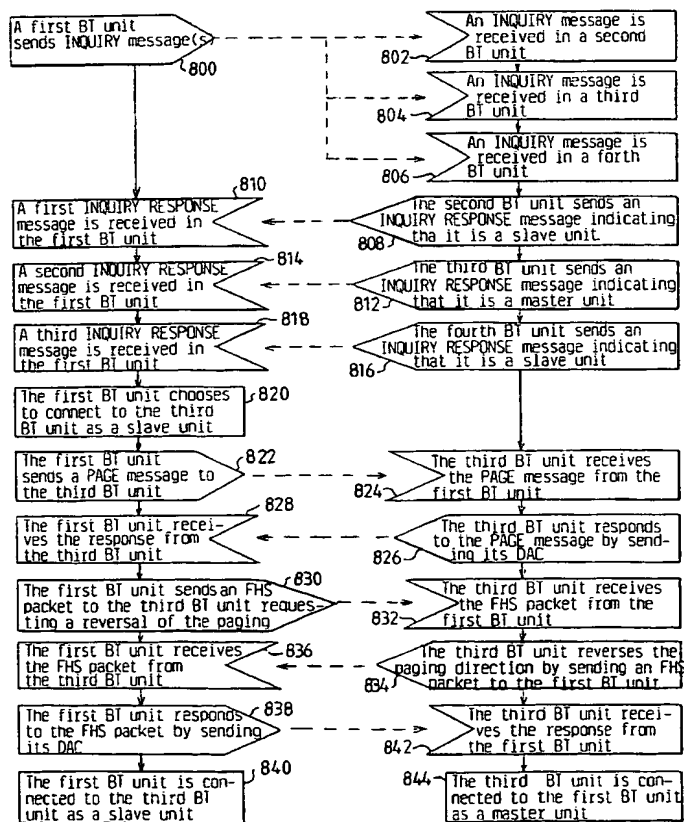 A first BT unit
sends INQUIRY message(s)
800
An INQUIRY message is
received in a second
BT unit
802
An INQUIRY message is
received in a third
BT unit
804
An INQUIRY message is
received in a forth
BT unit
806
810
A first INQUIRY RESPONSE
message is received in
the first BT unit
The second BT unit sends an
INQUIRY RESPONSE message indicating
tha it is a slave unit.
808
814
A second INQUIRY RESPONSE
message is received in
the first BT unit
The third BT unit sends an
INQUIRY RESPONSE message indicating
that it is a master unit
812
818
A third INQUIRY RESPONSE
message is received in
the first BT unit
The fourth BT unit sends an
INQUIRY RESPONSE message indicating
that it is a slave unit
816
The first BT unit chooses
to connect to the third
BT unit as a slave unit
820
The first BT unit
sends a PAGE message to
the third BT unit
822
The third BT unit receives
the PAGE message from the
first BT unit
824
828
The first BT unit recei-
ves the response from
the third BT unit
The third BT unit responds
to the PAGE message by send-
ing its DAC
826
830
The first BT unit sends an FHS
packet to the third BT unit reques-
ting a reversal of the paging
The third BT unit receives
the FHS packet from the
first BT unit
832
836
The first BT unit receives
the FHS packet from
the third BT unit
The third BT unit reverses the
paging direction by sending an FHS
packet to the first BT unit
834
838
The first BT unit responds
to the FHS packet by sending
its DAC
The third BT unit recei-
ves the response from
the first BT unit
842
840
The first BT unit is con-
nected to the third BT
unit as a slave unit
844
The third BT unit is con-
nected to the first BT unit
as a master unit